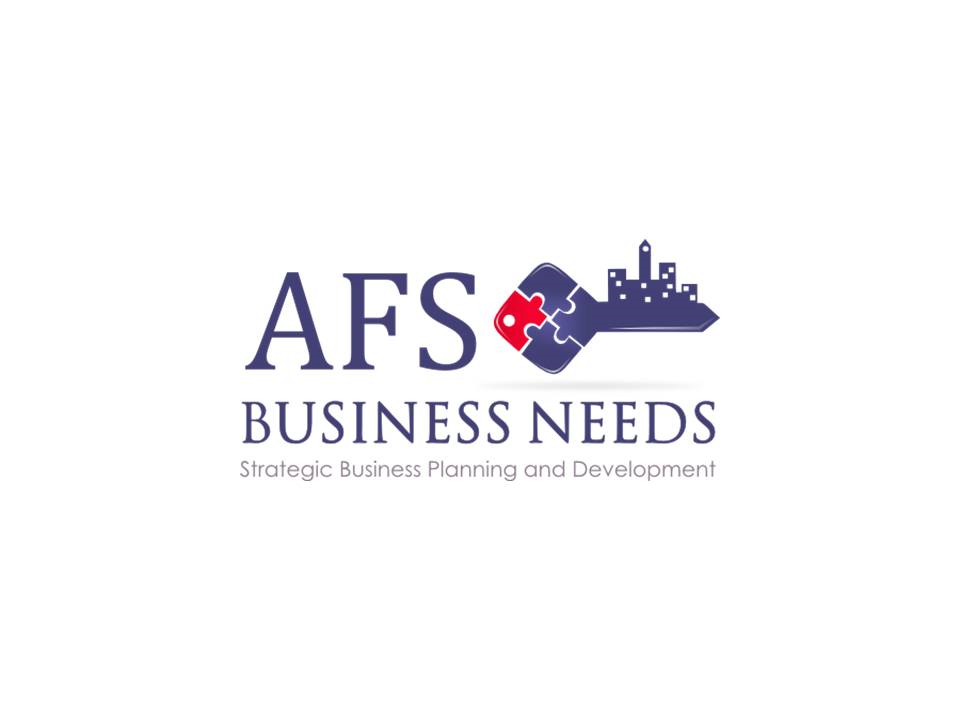 AFS
BUSINESS NEEDS
Strategic Business Planning and Development